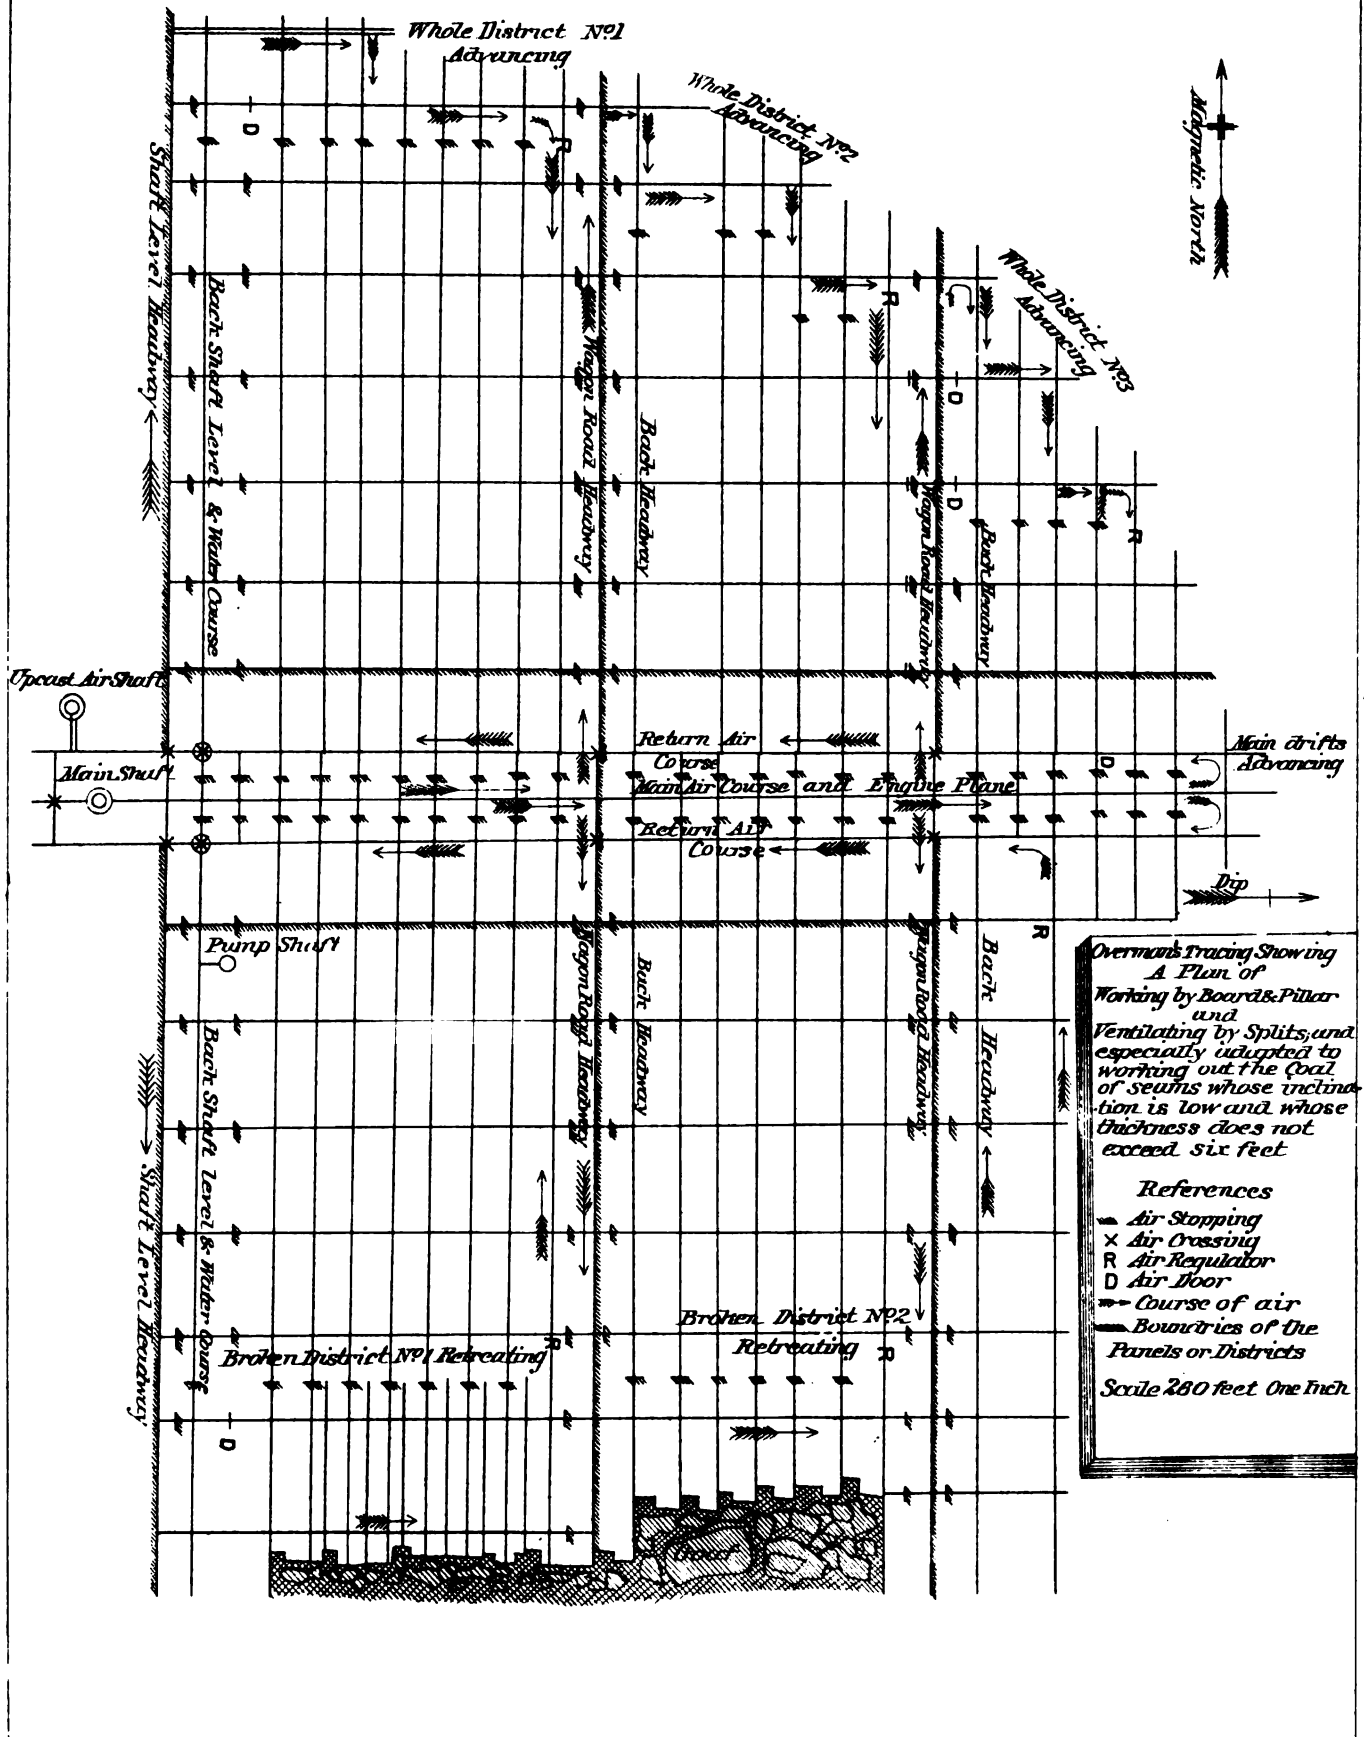 Whole District No1
Advancing
Whole District No2
Advancing
Whole District No3
Advancing
Magnetic North
D
R
R
D
D
R
Shaft Level Headway
Back Shaft Level & Water Course
Wagon Road Headway
Back Headway
Wagon Road Headway
Back Headway
Upcast Air Shaft
Main Shaft
Return Air
Course
Main Air Course and Engine Plane
Return Air
Course
D
Main drifts
Advancing
Dip
R
Pump Shaft
Back Shaft level & Water Course
Shaft Level Headway
Wagon Road Headway
Back Headway
Wagon Road Headway
Back Headway
Broken District No1 Retreating
R
D
Broken District No2
Retreating
R
Goaf
Overmans Tracing Showing
A Plan of
Working by Board & Pillar
and
Ventilating by Splits; and
especially adapted to
working out the Coal
of seams whose inclina-
tion is low and whose
thickness does not
exceed six feet
References
Air Stopping
X Air Crossing
R Air Regulator
D Air Door
Course of air
Boundries of the
Panels or Districts
Scale 260 feet One Inch